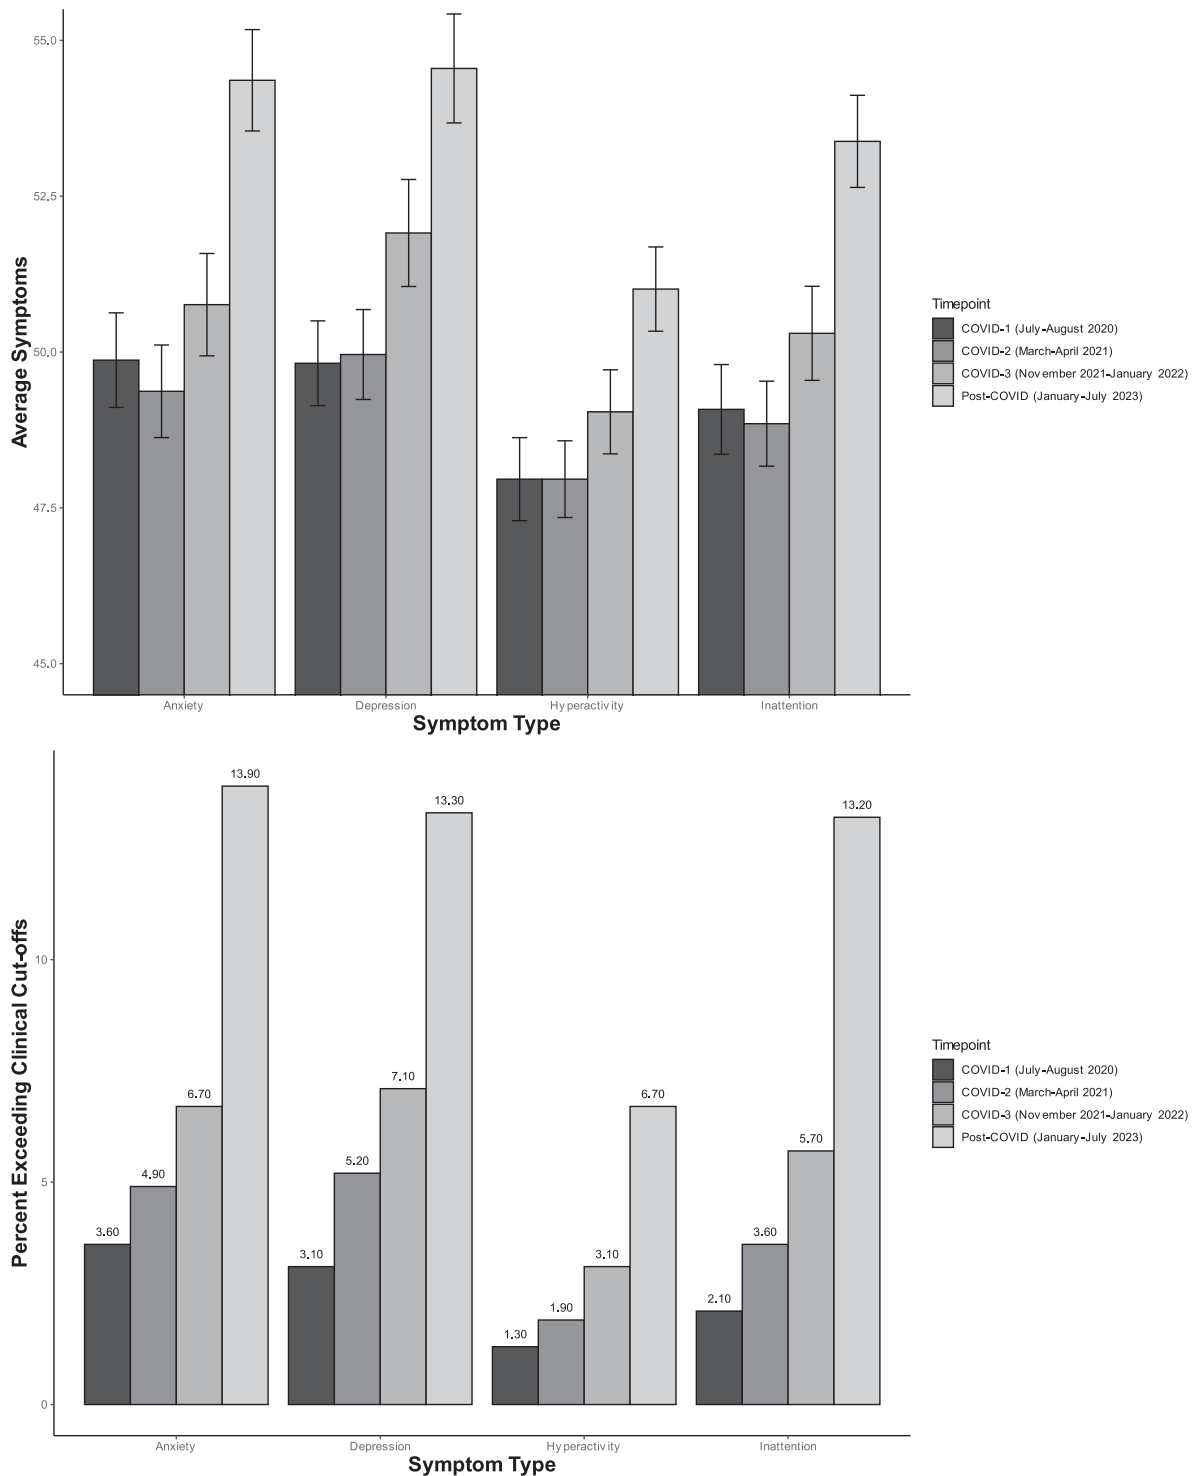 55.0
52.5
50.0
47.5
45.0
Average Symptoms
Anxiety
Depression
Hyperactivity
Inattention
Symptom Type
Timepoint
COVID-1 (July-August 2020)
COVID-2 (March-April 2021)
COVID-3 (November 2021-January 2022)
Post-COVID (January-July 2023)
10
5
0
Percent Exceeding Clinical Cut-offs
3.60
4.90
6.70
13.90
3.10
5.20
7.10
13.30
1.30
1.90
3.10
6.70
2.10
3.60
5.70
13.20
Anxiety
Depression
Hyperactivity
Inattention
Symptom Type
Timepoint
COVID-1 (July-August 2020)
COVID-2 (March-April 2021)
COVID-3 (November 2021-January 2022)
Post-COVID (January-July 2023)